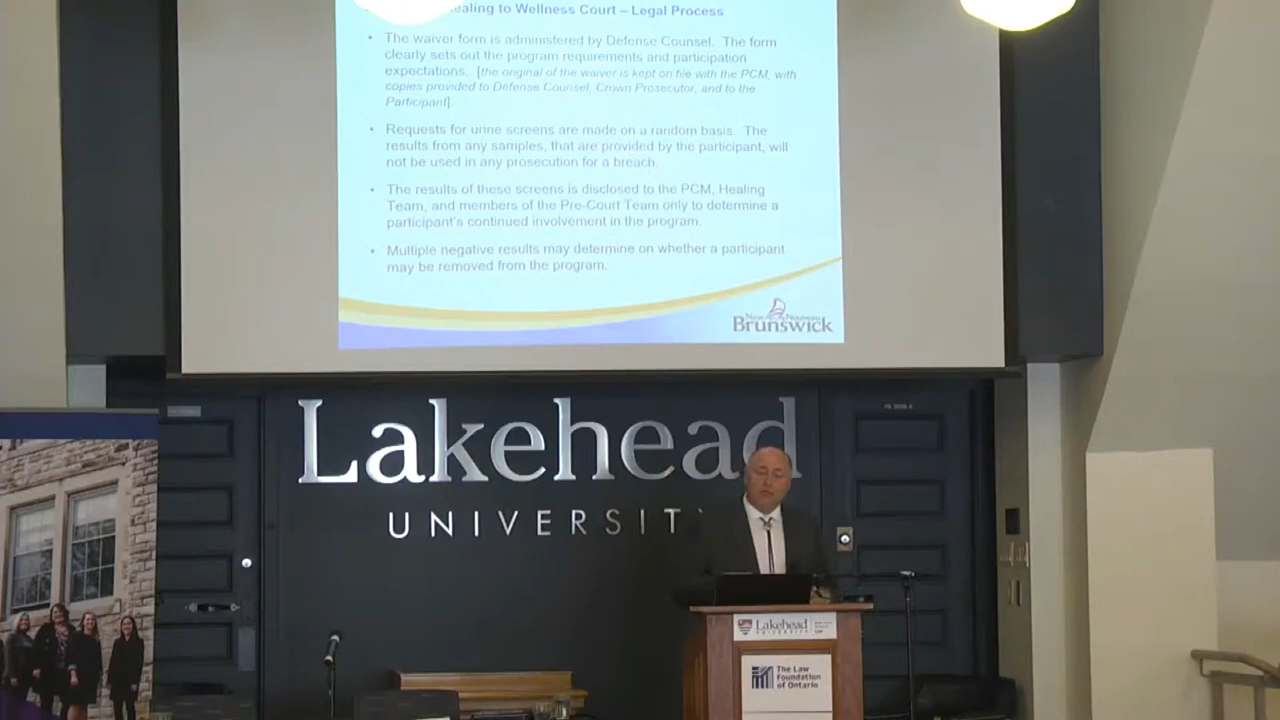 ealing to Wellness Court – Legal Process
• The waiver form is administered by Defense Counsel. The form
clearly sets out the program requirements and participation
expectations. [the original of the waiver is kept on file with the PCM, with
copies provided to Defense Counsel, Crown Prosecutor, and to the
Participant].
• Requests for urine screens are made on a random basis. The
results from any samples, that are provided by the participant, will
not be used in any prosecution for a breach.
• The results of these screens is disclosed to the PCM, Healing
Team, and members of the Pre-Court Team only to determine a
participant's continued involvement in the program.
• Multiple negative results may determine on whether a participant
may be removed from the program.
New Nouveau
Brunswick
Lakehead
UNIVERSIT
Lakehead
UNIVERSITY
The Law
Foundation
of Ontario